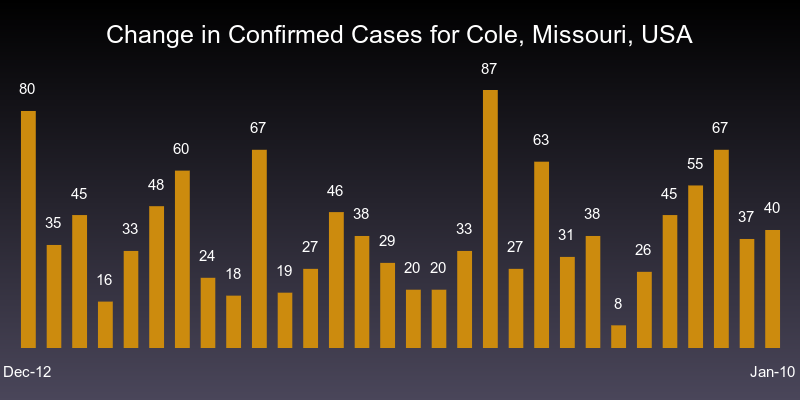 Change in Confirmed Cases for Cole, Missouri, USA
80 35 45 16 33 48 60 24 18 67 19 27 46 38 29 20 20 33 87 27 63 31 38 8 26 45 55 67 37 40
Dec-12 Jan-10